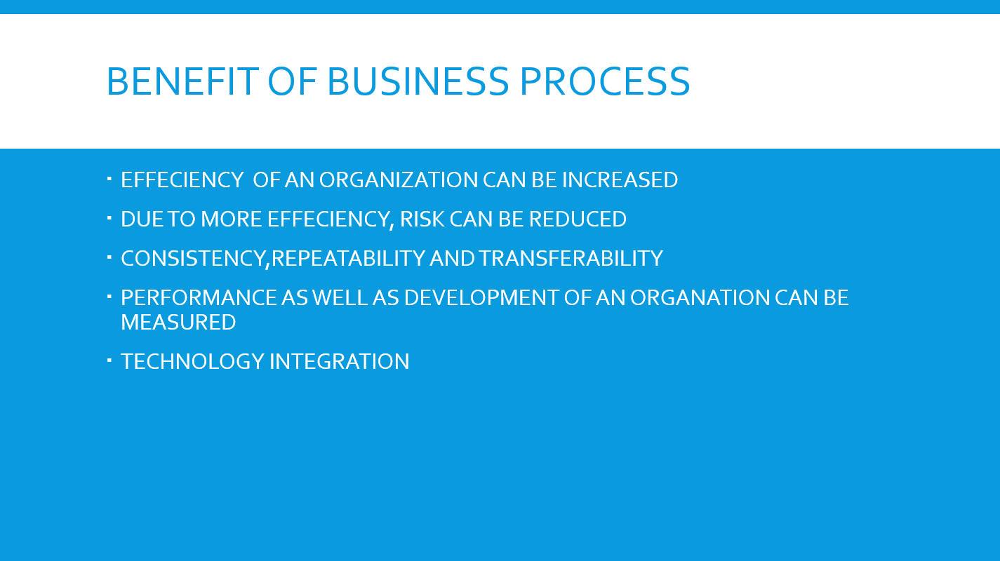 BENEFIT OF BUSINESS PROCESS
▪ EFFECIENCY OF AN ORGANIZATION CAN BE INCREASED
▪ DUE TO MORE EFFECIENCY, RISK CAN BE REDUCED
▪ CONSISTENCY,REPEATABILITY AND TRANSFERABILITY
▪ PERFORMANCE AS WELL AS DEVELOPMENT OF AN ORGANATION CAN BE
MEASURED
▪ TECHNOLOGY INTEGRATION